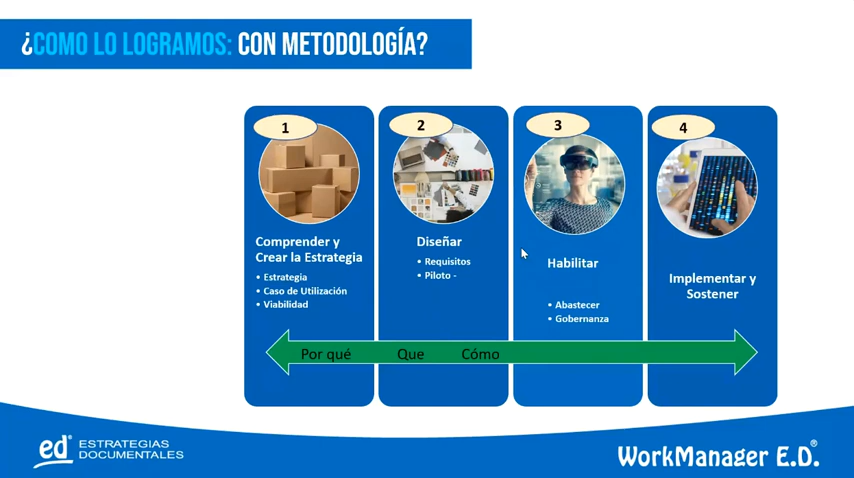 ¿COMO LO LOGRAMOS: CON METODOLOGÍA?
1
Comprender y
Crear la Estrategia
• Estrategia
• Caso de Utilización
• Viabilidad
2
Diseñar
• Requisitos
• Piloto -
3
Habilitar
• Abastecer
• Gobernanza
4
Implementar y
Sostener
Por qué Que Cómo
ed®
ESTRATEGIAS
DOCUMENTALES
WorkManager E.D.®